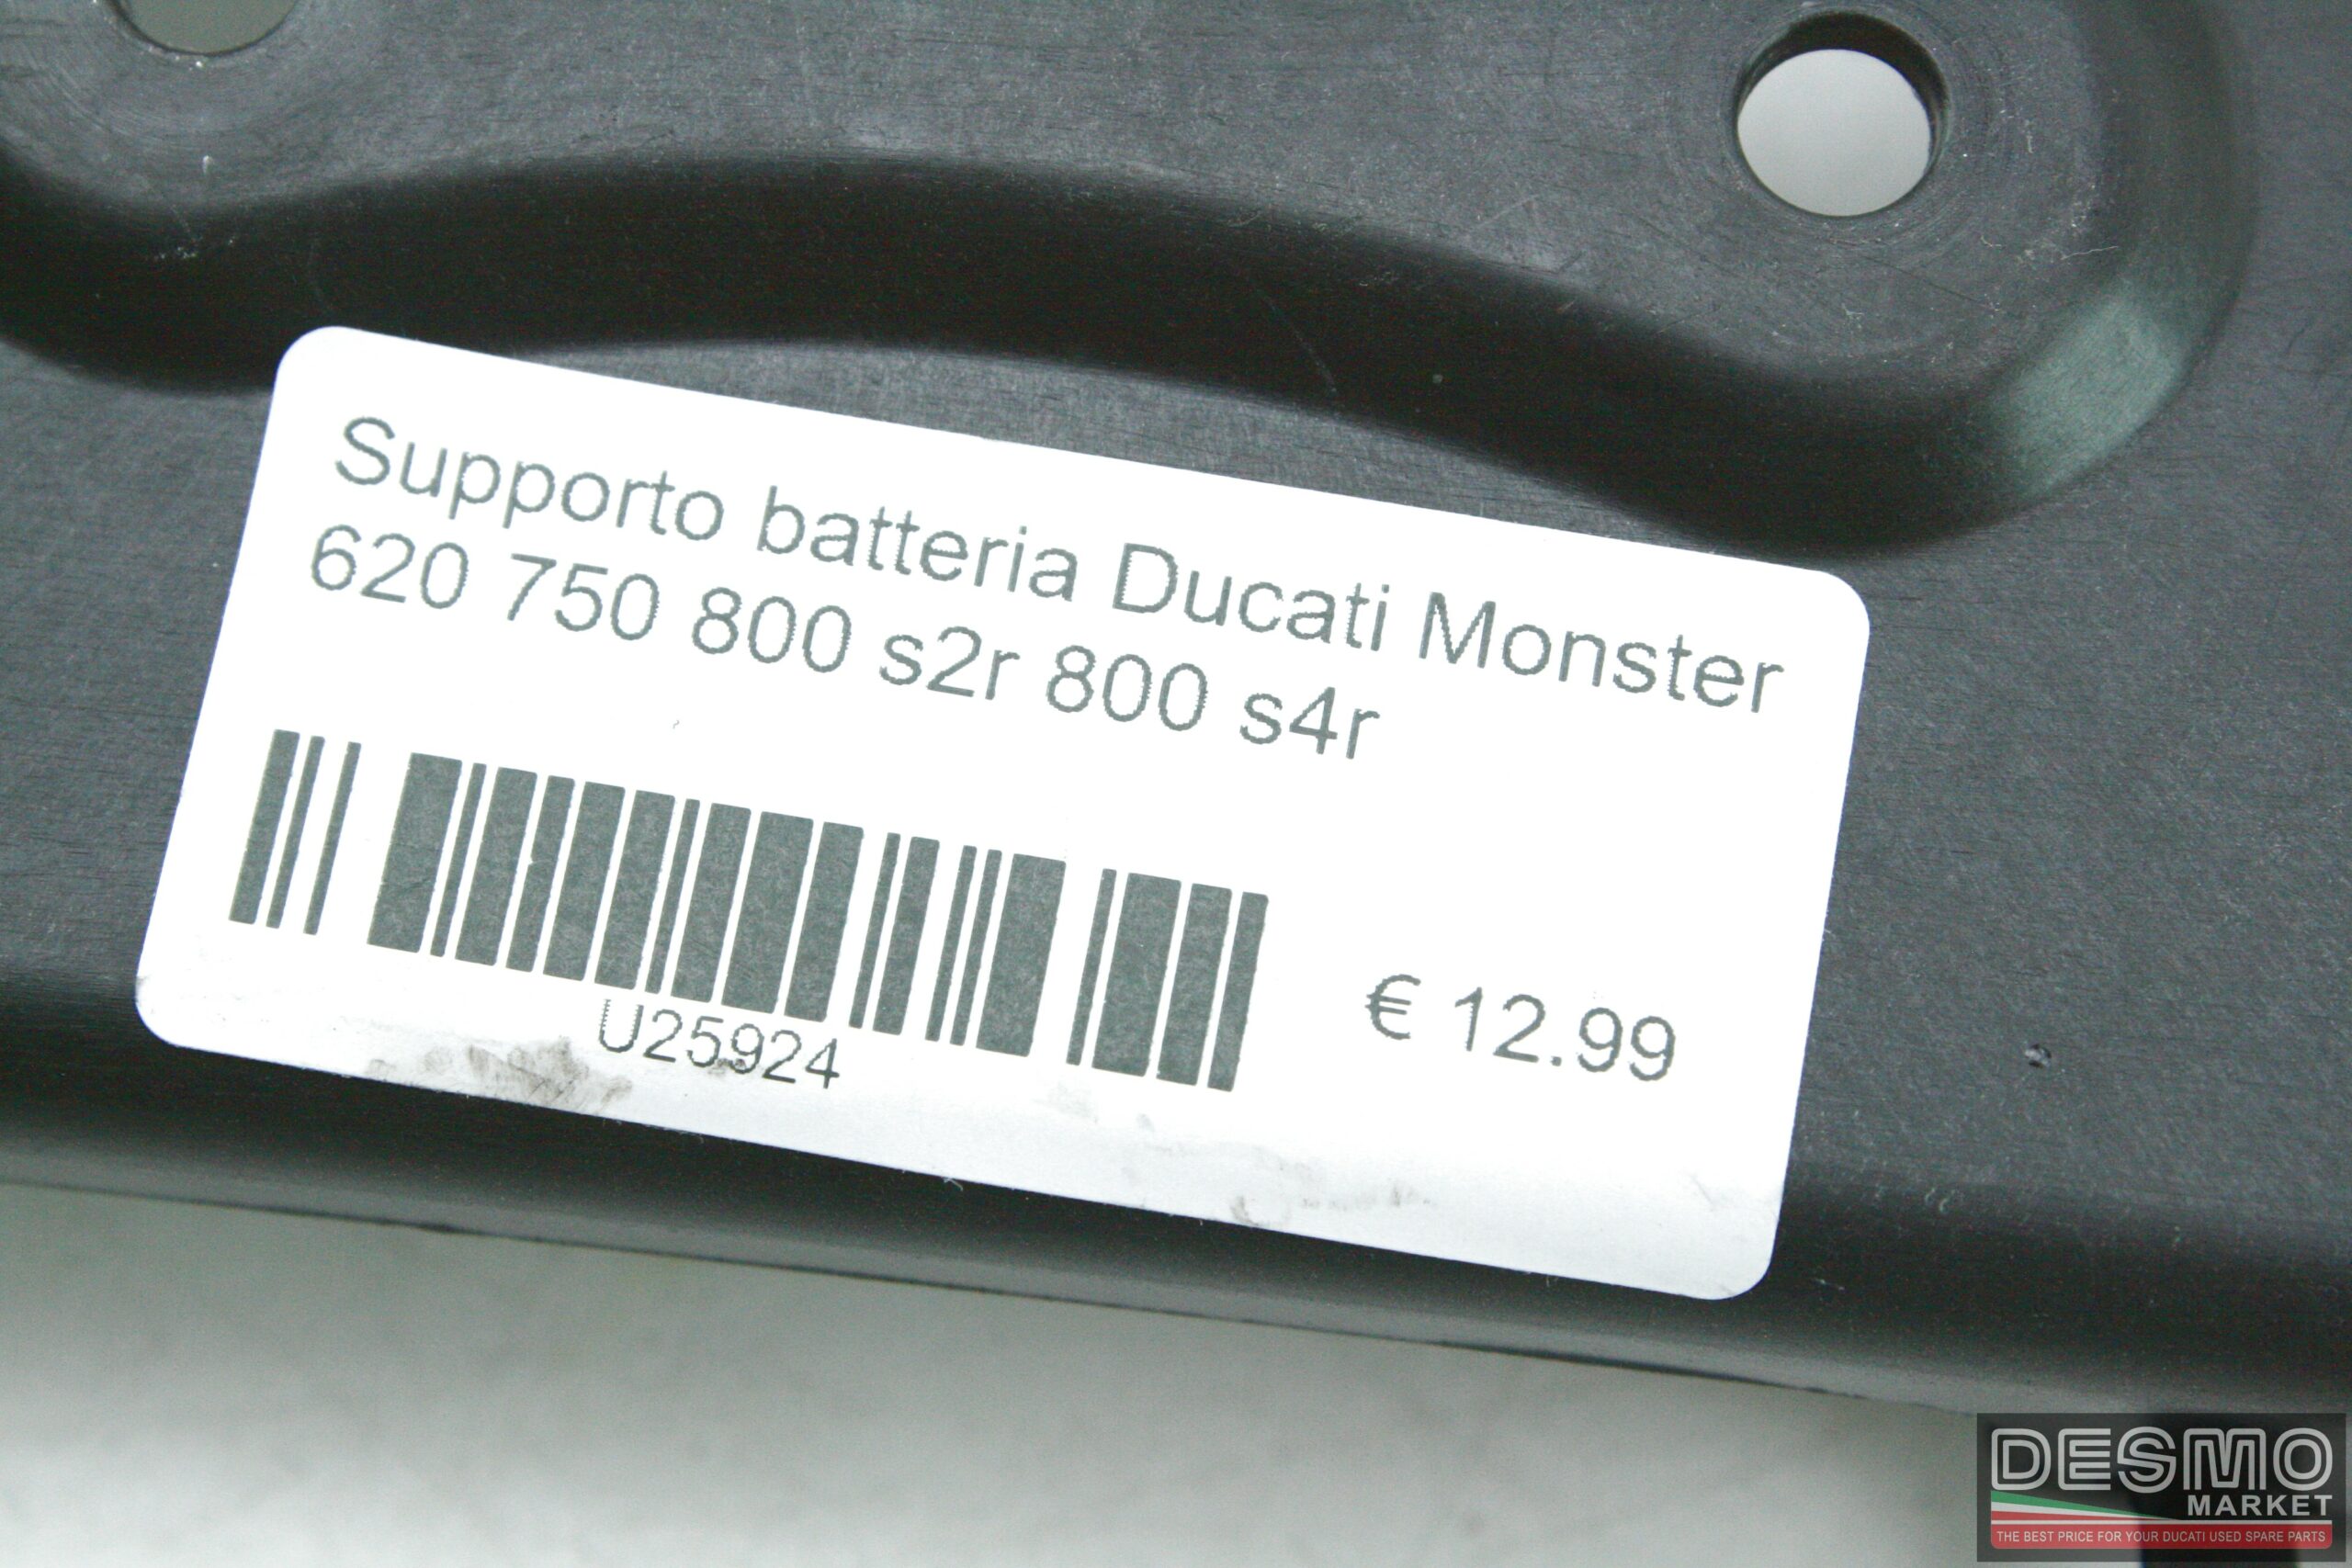 Supporto batteria Ducati Monster
620 750 800 s2r 800 s4r
€ 12.99
U25924
DESMO
MARKET
THE BEST PRICE FOR YOUR DUCATI USED SPARE PARTS